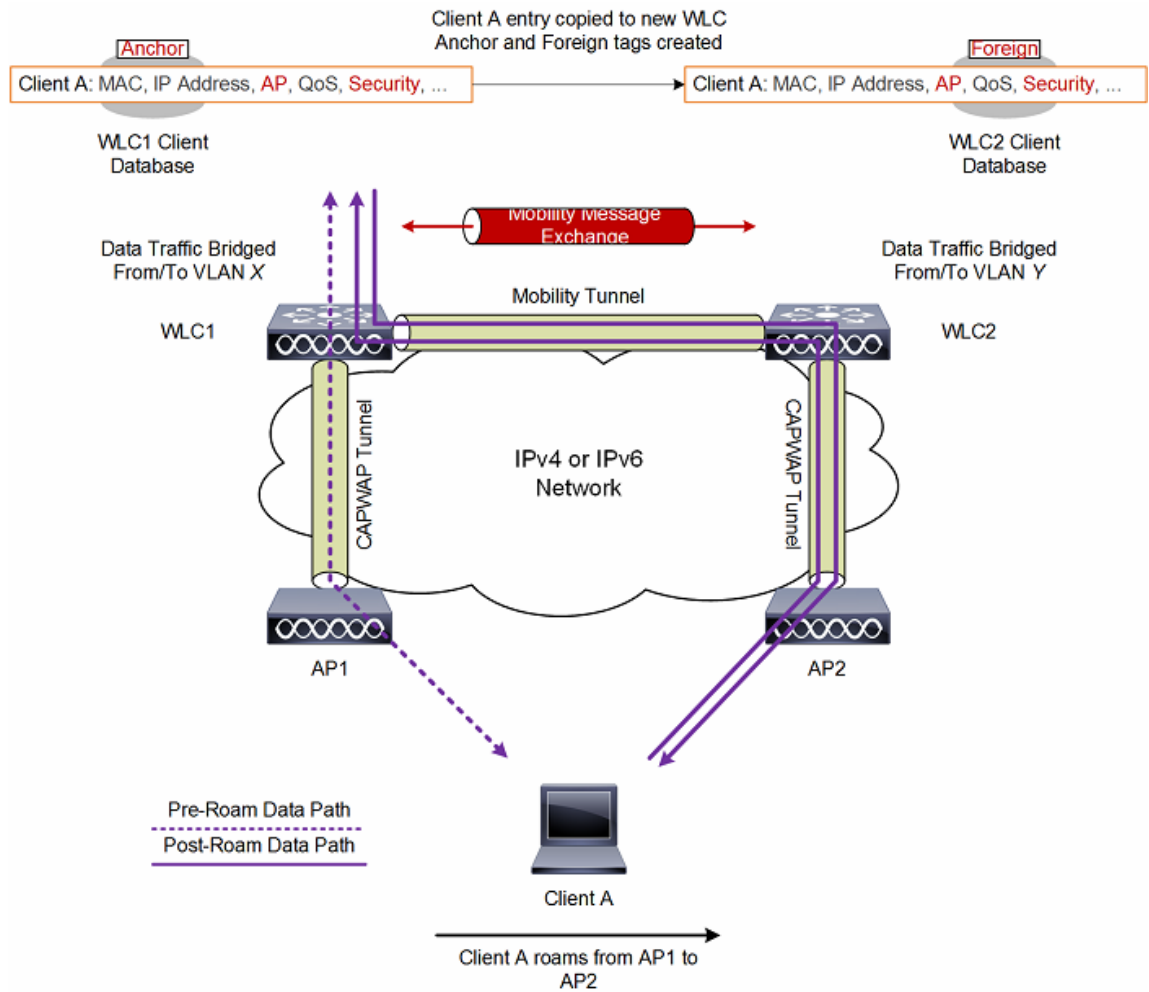 Client A entry copied to new WLC
Anchor and Foreign tags created
Anchor
Foreign
Client A: MAC, IP Address, AP, QoS, Security, ...
Client A: MAC, IP Address, AP, QoS, Security, ...
WLC1 Client
Database
WLC2 Client
Database
Mobility Message
Exchange
Data Traffic Bridged
From/To VLAN X
Data Traffic Bridged
From/To VLAN Y
Mobility Tunnel
WLC1
WLC2
CAPWAP Tunnel
CAPWAP Tunnel
IPv4 or IPv6
Network
AP1
AP2
Pre-Roam Data Path
Post-Roam Data Path
Client A
Client A roams from AP1 to
AP2